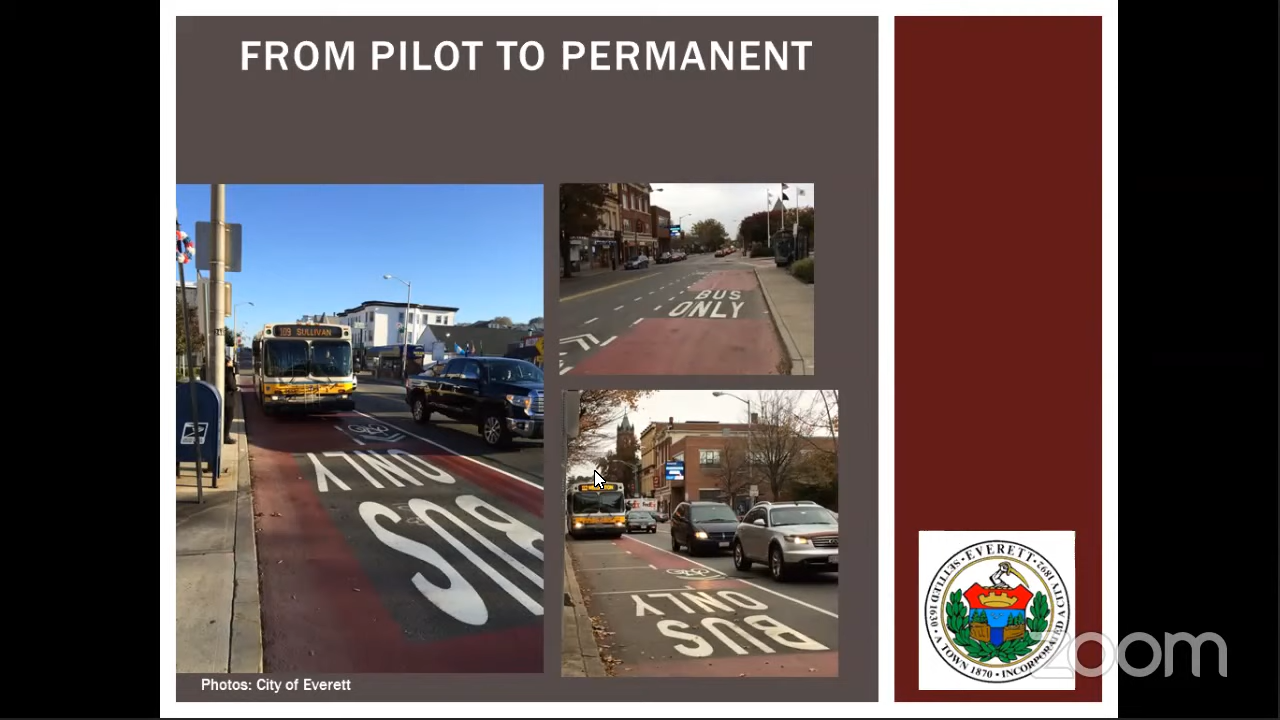 FROM PILOT TO PERMANENT
109 SULLIVAN
ONLY
BUS
BUS
ONLY
ONLY
BUS
Photos: City of Everett
EVERETT
SETTLED 1630 • A TOWN 1870 • INCORPORATED A CITY 1892
zoom